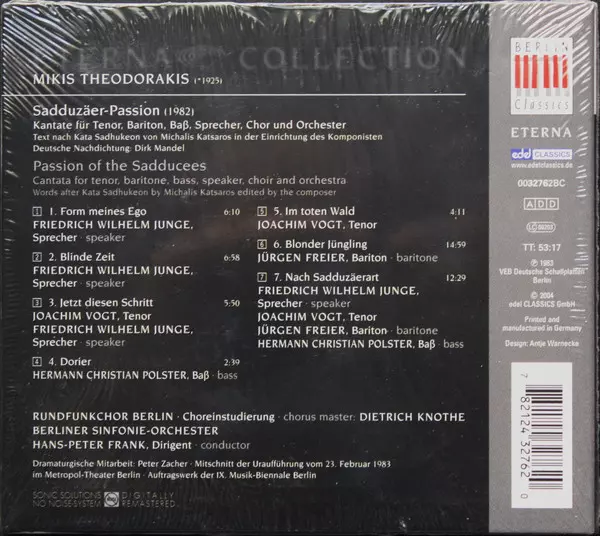 ETERNA COLLECTION
MIKIS THEODORAKIS (*1925)
Sadduzäer-Passion (1982)
Kantate für Tenor, Bariton, Baß, Sprecher, Chor und Orchester
Text nach Kata Sadhukeon von Michalis Katsaros in der Einrichtung des Komponisten
Deutsche Nachdichtung: Dirk Mandel
Passion of the Sadducees
Cantata for tenor, baritone, bass, speaker, choir and orchestra
Words after Kata Sadhukeon by Michalis Katsaros edited by the composer
1 1. Form meines Ego 6:10
FRIEDRICH WILHELM JUNGE,
Sprecher · speaker
2 2. Blinde Zeit 6:58
FRIEDRICH WILHELM JUNGE,
Sprecher · speaker
3 3. Jetzt diesen Schritt 5:50
JOACHIM VOGT, Tenor
FRIEDRICH WILHELM JUNGE,
Sprecher · speaker
4 4. Dorier 2:39
HERMANN CHRISTIAN POLSTER, Baß · bass
5 5. Im toten Wald 4:11
JOACHIM VOGT, Tenor
6 6. Blonder Jüngling 14:59
JÜRGEN FREIER, Bariton · baritone
7 7. Nach Sadduzäerart 12:29
FRIEDRICH WILHELM JUNGE,
Sprecher · speaker
JOACHIM VOGT, Tenor
JÜRGEN FREIER, Bariton · baritone
HERMANN CHRISTIAN POLSTER, Baß · bass
RUNDFUNKCHOR BERLIN · Choreinstudierung · chorus master: DIETRICH KNOTHE
BERLINER SINFONIE-ORCHESTER
HANS-PETER FRANK, Dirigent · conductor
Dramaturgische Mitarbeit: Peter Zacher · Mitschnitt der Uraufführung vom 23. Februar 1983
im Metropol-Theater Berlin · Auftragswerk der IX. Musik-Biennale Berlin
SONIC SOLUTIONS DIGITALLY
NO NOISE-SYSTEM REMASTERED
BERLIN
Classics
ETERNA
edel CLASSICS
www.edelclassics.de
0032762BC
ADD
LC 06203
TT: 53:17
℗ 1983
VEB Deutsche Schallplatten
Berlin
© 2004
edel CLASSICS GmbH
Printed and
manufactured in Germany
Design: Antje Warnecke
7 82124 32762 0